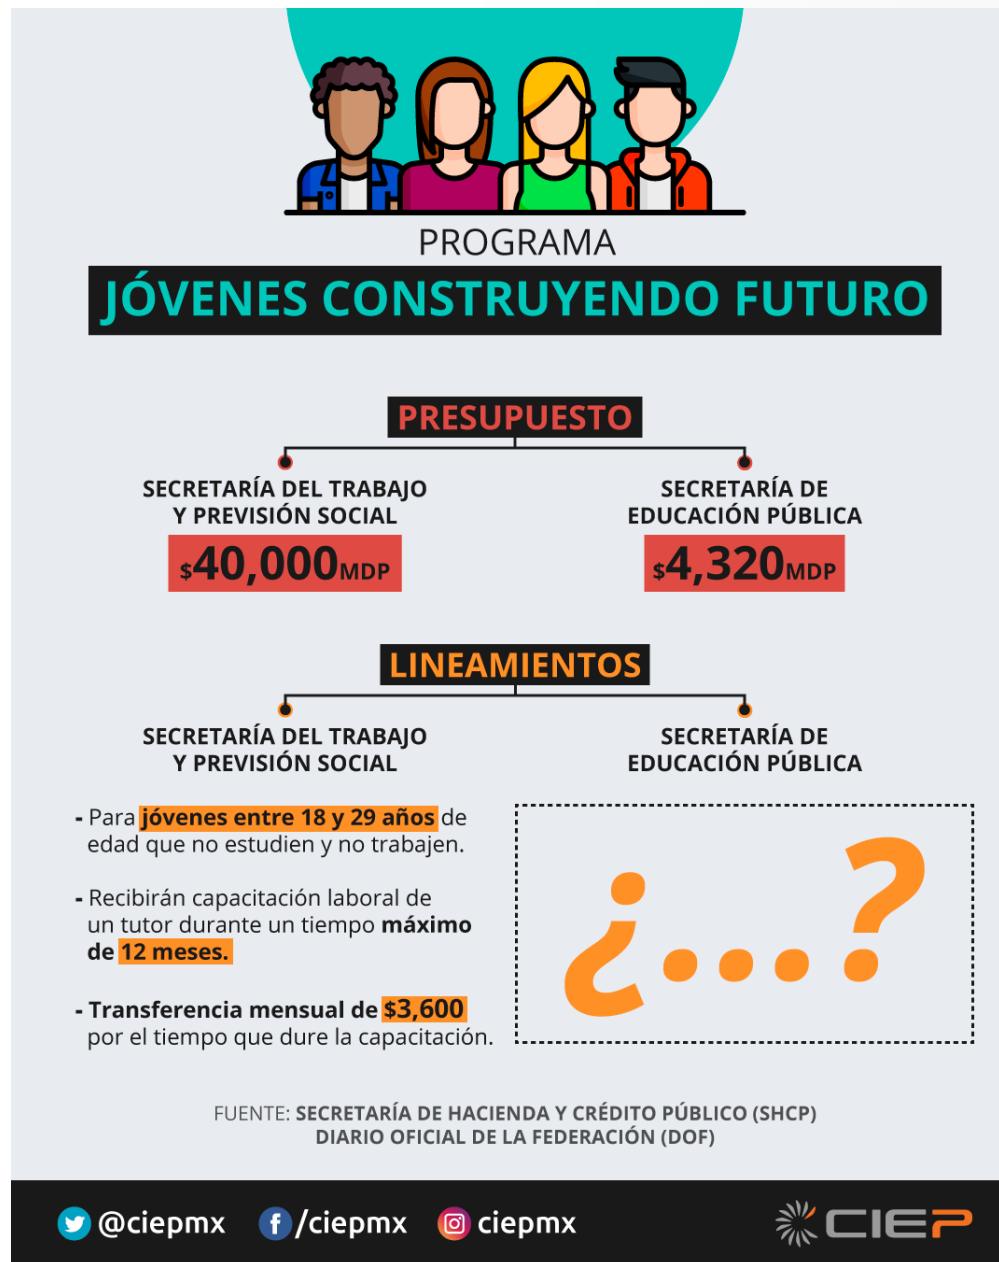 PROGRAMA
JÓVENES CONSTRUYENDO FUTURO
PRESUPUESTO
SECRETARÍA DEL TRABAJO
Y PREVISIÓN SOCIAL
$40,000MDP
SECRETARÍA DE
EDUCACIÓN PÚBLICA
$4,320MDP
LINEAMIENTOS
SECRETARÍA DEL TRABAJO
Y PREVISIÓN SOCIAL
- Para jóvenes entre 18 y 29 años de
edad que no estudien y no trabajen.
- Recibirán capacitación laboral de
un tutor durante un tiempo máximo
de 12 meses.
- Transferencia mensual de $3,600
por el tiempo que dure la capacitación.
SECRETARÍA DE
EDUCACIÓN PÚBLICA
¿...?
FUENTE: SECRETARÍA DE HACIENDA Y CRÉDITO PÚBLICO (SHCP)
DIARIO OFICIAL DE LA FEDERACIÓN (DOF)
@ciepmx
/ciepmx
ciepmx
CIEP